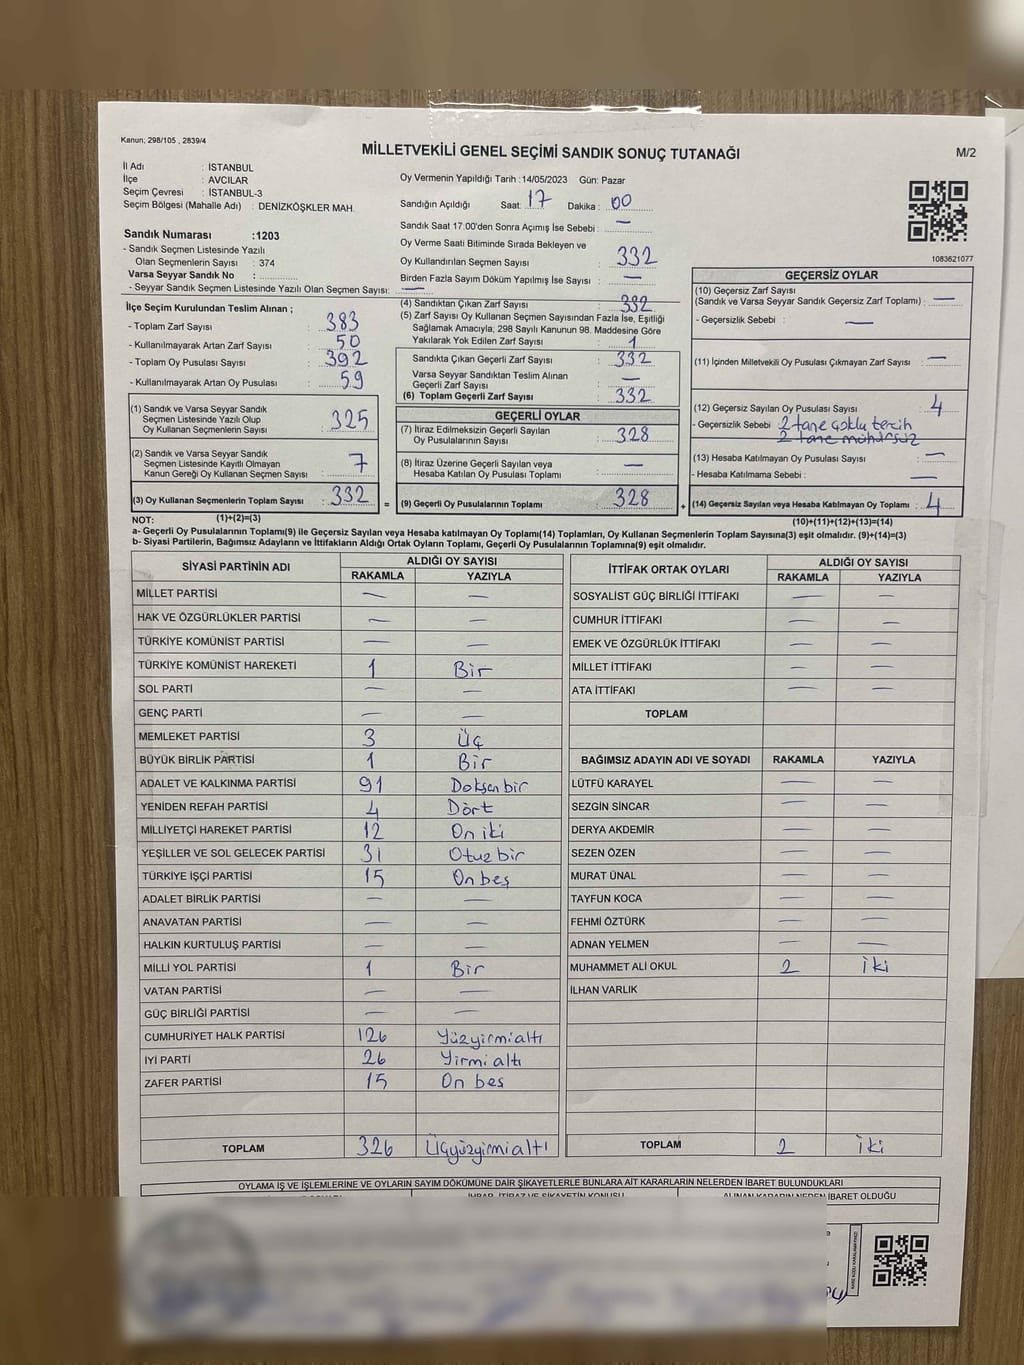 Kanun; 298/105 , 2839/4
MİLLETVEKİLİ GENEL SEÇİMİ SANDIK SONUÇ TUTANAĞI
M/2
İl Adı : İSTANBUL
İlçe : AVCILAR
Seçim Çevresi : İSTANBUL-3
Seçim Bölgesi (Mahalle Adı) : DENİZKÖŞKLER MAH.
Sandık Numarası :1203
- Sandık Seçmen Listesinde Yazılı
Olan Seçmenlerin Sayısı : 374
Varsa Seyyar Sandık No :
- Seyyar Sandık Seçmen Listesinde Yazılı Olan Seçmen Sayısı: —
Oy Vermenin Yapıldığı Tarih :14/05/2023 Gün: Pazar
Sandığın Açıldığı Saat: 17 Dakika : 00
Sandık Saat 17:00'den Sonra Açımış İse Sebebi : —
Oy Verme Saati Bitiminde Sırada Bekleyen ve
Oy Kullandırılan Seçmen Sayısı : 332
Birden Fazla Sayım Döküm Yapılmış İse Sayısı : —
1083621077
İlçe Seçim Kurulundan Teslim Alınan ;
- Toplam Zarf Sayısı : 383
- Kullanılmayarak Artan Zarf Sayısı : 50
- Toplam Oy Pusulası Sayısı : 392
- Kullanılmayarak Artan Oy Pusulası : 59
(4) Sandıktan Çıkan Zarf Sayısı : 332
(5) Zarf Sayısı Oy Kullanan Seçmen Sayısından Fazla İse, Eşitliği
Sağlamak Amacıyla; 298 Sayılı Kanunun 98. Maddesine Göre
Yakılarak Yok Edilen Zarf Sayısı : 1
Sandıkta Çıkan Geçerli Zarf Sayısı : 332
Varsa Seyyar Sandıktan Teslim Alınan
Geçerli Zarf Sayısı : —
(6) Toplam Geçerli Zarf Sayısı : 332
GEÇERSİZ OYLAR
(10) Geçersiz Zarf Sayısı
(Sandık ve Varsa Seyyar Sandık Geçersiz Zarf Toplamı) : —
- Geçersizlik Sebebi : —
(11) İçinden Milletvekili Oy Pusulası Çıkmayan Zarf Sayısı : —
(12) Geçersiz Sayılan Oy Pusulası Sayısı : 4
- Geçersizlik Sebebi : 2 tane çoklu tercih
2 tane mühürsüz
(13) Hesaba Katılmayan Oy Pusulası Sayısı : —
- Hesaba Katılmama Sebebi : —
(14) Geçersiz Sayılan veya Hesaba Katılmayan Oy Toplamı : 4
(10)+(11)+(12)+(13)=(14)
(1) Sandık ve Varsa Seyyar Sandık
Seçmen Listesinde Yazılı Olup
Oy Kullanan Seçmenlerin Sayısı : 325
(2) Sandık ve Varsa Seyyar Sandık
Seçmen Listesinde Kayıtlı Olmayan
Kanun Gereği Oy Kullanan Seçmen Sayısı : 7
(3) Oy Kullanan Seçmenlerin Toplam Sayısı : 332 =
(1)+(2)=(3)
GEÇERLİ OYLAR
(7) İtiraz Edilmeksizin Geçerli Sayılan
Oy Pusulalarının Sayısı : 328
(8) İtiraz Üzerine Geçerli Sayılan veya
Hesaba Katılan Oy Pusulası Toplamı : —
(9) Geçerli Oy Pusulalarının Toplamı : 328 +
NOT:
a- Geçerli Oy Pusulalarının Toplamı(9) ile Geçersiz Sayılan veya Hesaba katılmayan Oy Toplamı(14) Toplamları, Oy Kullanan Seçmenlerin Toplam Sayısına(3) eşit olmalıdır. (9)+(14)=(3)
b- Siyasi Partilerin, Bağımsız Adayların ve İttifakların Aldığı Ortak Oyların Toplamı, Geçerli Oy Pusulalarının Toplamına(9) eşit olmalıdır.
SİYASİ PARTİNİN ADI ALDIĞI OY SAYISI
RAKAMLA YAZIYLA
MİLLET PARTİSİ — —
HAK VE ÖZGÜRLÜKLER PARTİSİ — —
TÜRKİYE KOMÜNİST PARTİSİ — —
TÜRKİYE KOMÜNİST HAREKETİ 1 Bir
SOL PARTİ — —
GENÇ PARTİ — —
MEMLEKET PARTİSİ 3 Üç
BÜYÜK BİRLİK PARTİSİ 1 Bir
ADALET VE KALKINMA PARTİSİ 91 Doksan bir
YENİDEN REFAH PARTİSİ 4 Dört
MİLLİYETÇİ HAREKET PARTİSİ 12 On iki
YEŞİLLER VE SOL GELECEK PARTİSİ 31 Otuz bir
TÜRKİYE İŞÇİ PARTİSİ 15 On beş
ADALET BİRLİK PARTİSİ — —
ANAVATAN PARTİSİ — —
HALKIN KURTULUŞ PARTİSİ — —
MİLLİ YOL PARTİSİ 1 Bir
VATAN PARTİSİ — —
GÜÇ BİRLİĞİ PARTİSİ — —
CUMHURİYET HALK PARTİSİ 126 Yüzyirmialtı
İYİ PARTİ 26 Yirmi altı
ZAFER PARTİSİ 15 On beş
TOPLAM 326 Üçyüzyirmialtı
İTTİFAK ORTAK OYLARI ALDIĞI OY SAYISI
RAKAMLA YAZIYLA
SOSYALİST GÜÇ BİRLİĞİ İTTİFAKI — —
CUMHUR İTTİFAKI — —
EMEK VE ÖZGÜRLÜK İTTİFAKI — —
MİLLET İTTİFAKI — —
ATA İTTİFAKI — —
TOPLAM
BAĞIMSIZ ADAYIN ADI VE SOYADI RAKAMLA YAZIYLA
LÜTFÜ KARAYEL — —
SEZGİN SİNCAR — —
DERYA AKDEMİR — —
SEZEN ÖZEN — —
MURAT ÜNAL — —
TAYFUN KOCA — —
FEHMİ ÖZTÜRK — —
ADNAN YELMEN — —
MUHAMMET ALİ OKUL 2 İki
İLHAN VARLIK
TOPLAM 2 İki
OYLAMA İŞ VE İŞLEMLERİNE VE OYLARIN SAYIM DÖKÜMÜNE DAİR ŞİKAYETLERLE BUNLARA AİT KARARLARIN NELERDEN İBARET BULUNDUKLARI
İHBAR, İTİRAZ VE ŞİKAYETİN KONUSU
ALINAN KARARIN NEDEN İBARET OLDUĞU